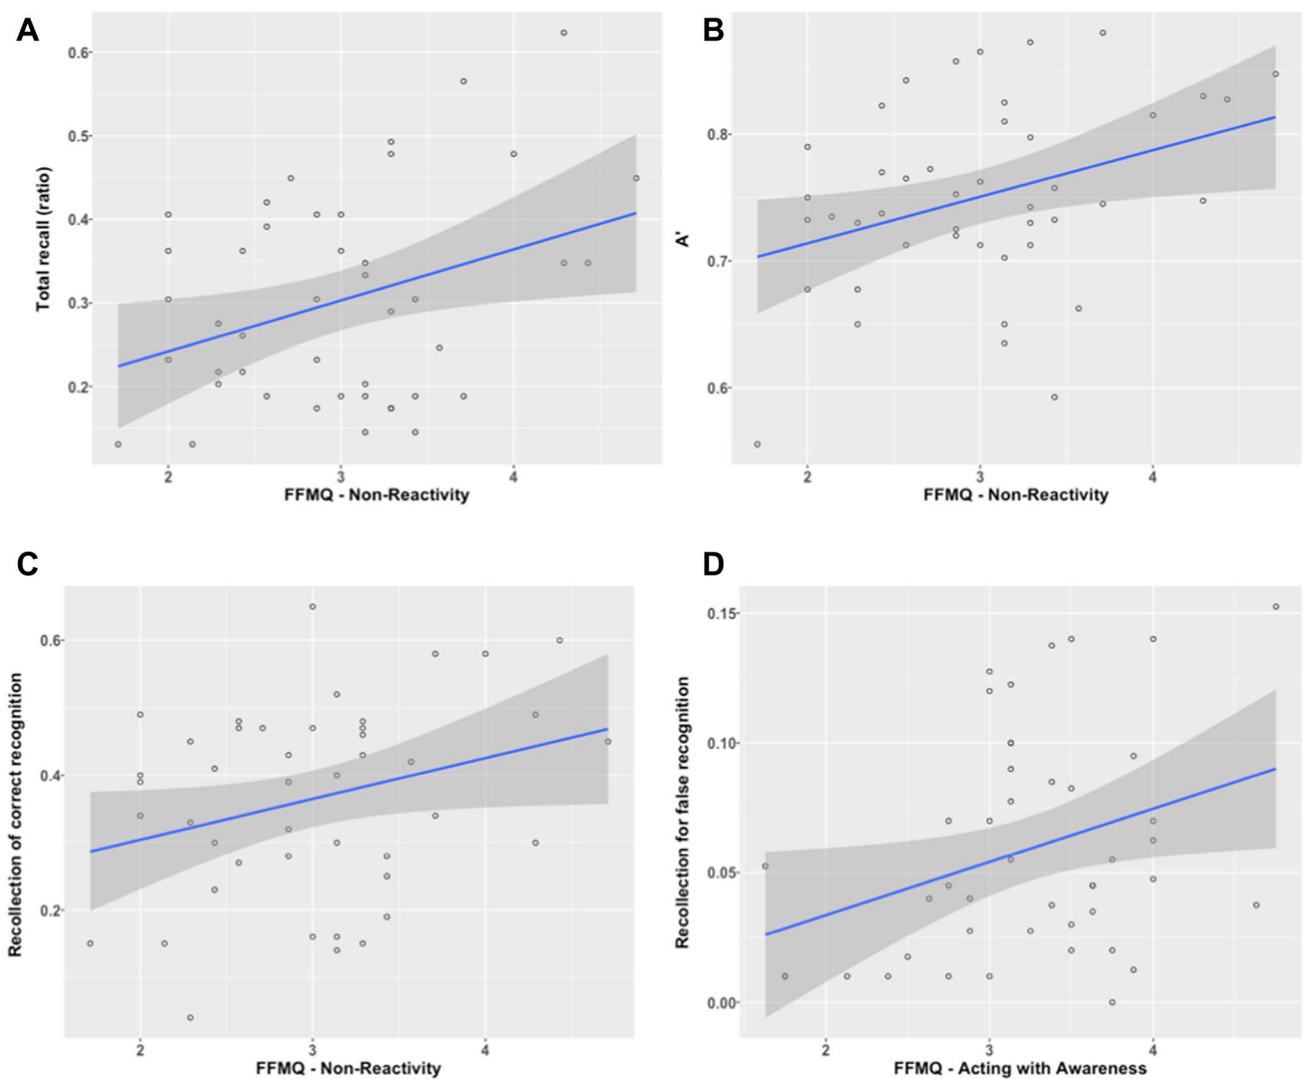 A
Total recall (ratio)
0.6
0.5
0.4
0.3
0.2
2 3 4
FFMQ - Non-Reactivity
B
A'
0.8
0.7
0.6
2 3 4
FFMQ - Non-Reactivity
C
Recollection of correct recognition
0.6
0.4
0.2
2 3 4
FFMQ - Non-Reactivity
D
Recollection for false recognition
0.15
0.10
0.05
0.00
2 3 4
FFMQ - Acting with Awareness